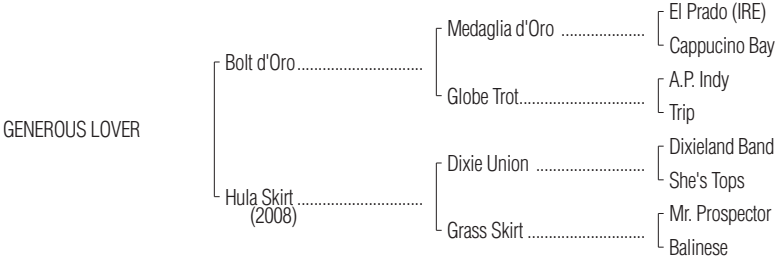 El Prado (IRE)
Medaglia d'Oro ........................
Cappucino Bay
Bolt d'Oro....................................
A.P. Indy
Globe Trot....................................
Trip
GENEROUS LOVER
Dixieland Band
Dixie Union ................................
She's Tops
Hula Skirt ....................................
(2008)
Mr. Prospector
Grass Skirt ..................................
Balinese